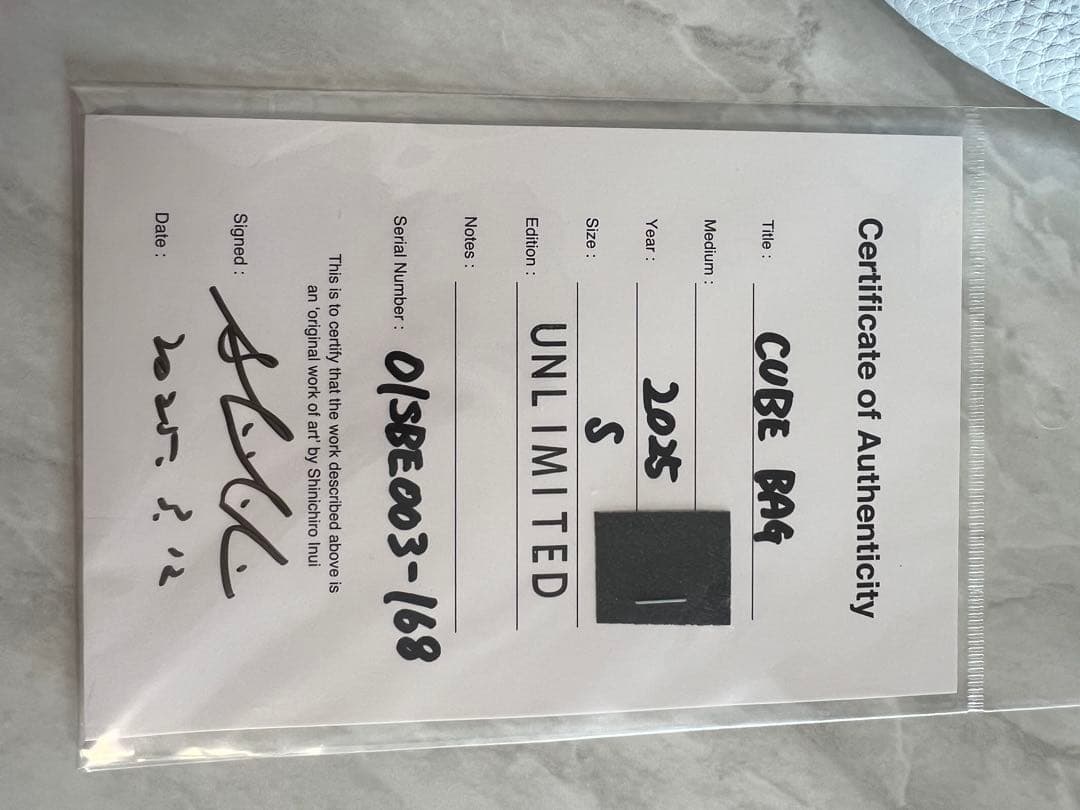 Certificate of Authenticity
Title : CUBE BAG
Medium :
Year : 2025
Size : S
Edition : UNLIMITED
Notes :
Serial Number : 01SBE003-168
This is to certify that the work described above is
an 'original work of art' by Shinichiro Inui
Signed :
Date : 2025.